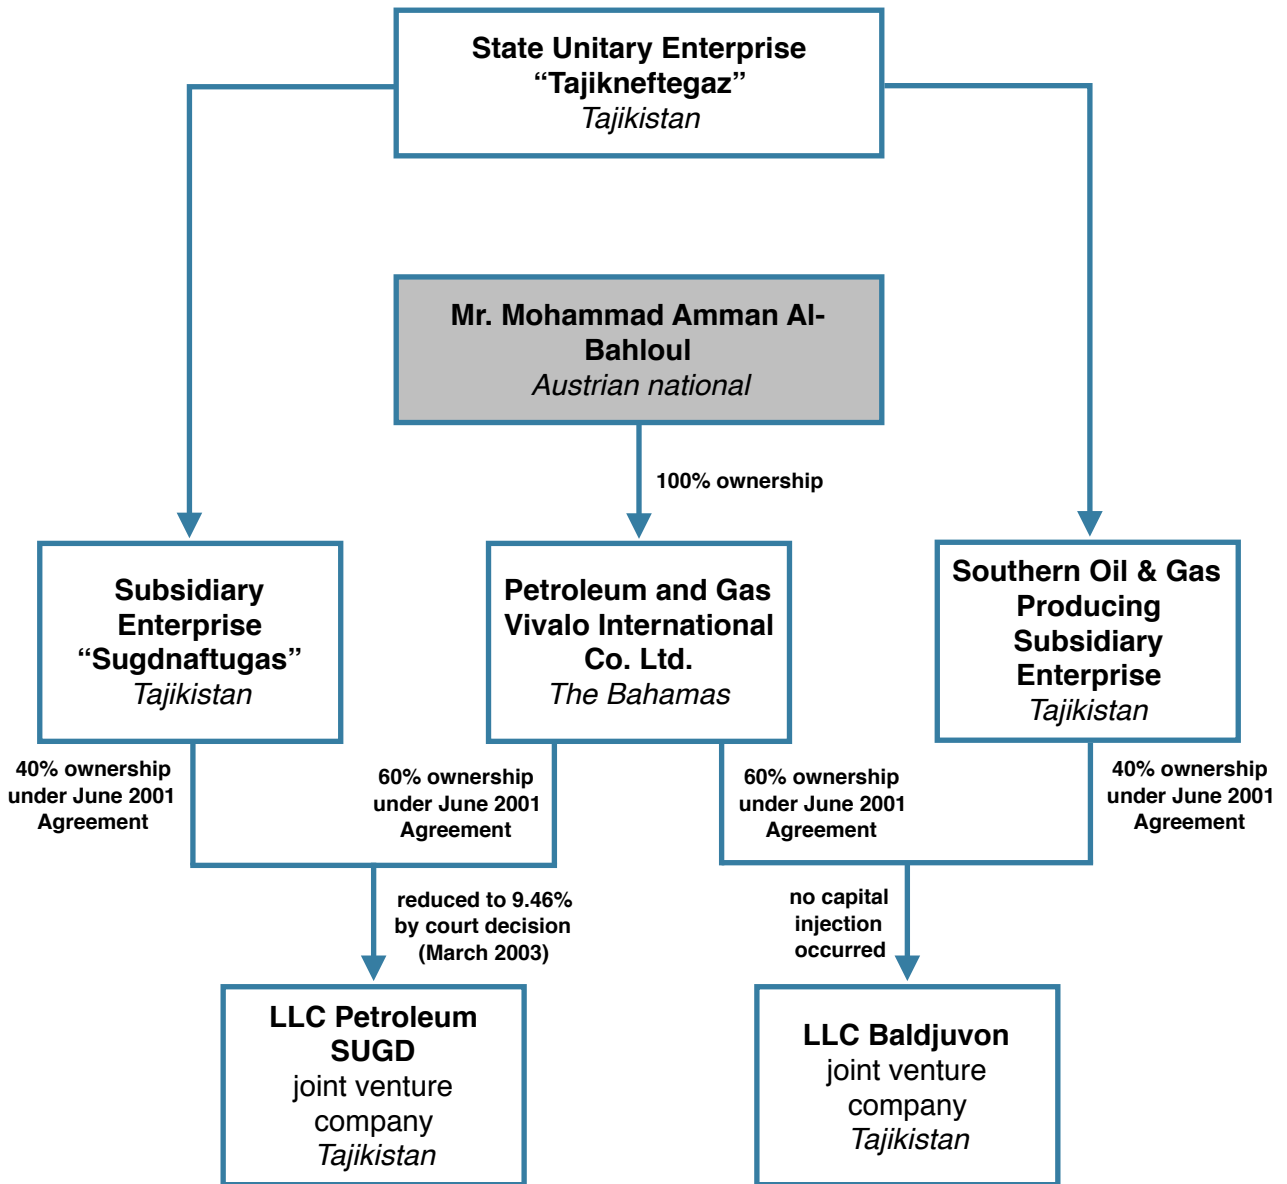 State Unitary Enterprise
“Tajikneftegaz”
Tajikistan
Mr. Mohammad Amman Al-
Bahloul
Austrian national
100% ownership
Subsidiary
Enterprise
“Sugdnaftugas”
Tajikistan
Petroleum and Gas
Vivalo International
Co. Ltd.
The Bahamas
Southern Oil & Gas
Producing
Subsidiary
Enterprise
Tajikistan
40% ownership
under June 2001
Agreement
60% ownership
under June 2001
Agreement
60% ownership
under June 2001
Agreement
40% ownership
under June 2001
Agreement
reduced to 9.46%
by court decision
(March 2003)
no capital
injection
occurred
LLC Petroleum
SUGD
joint venture
company
Tajikistan
LLC Baldjuvon
joint venture
company
Tajikistan